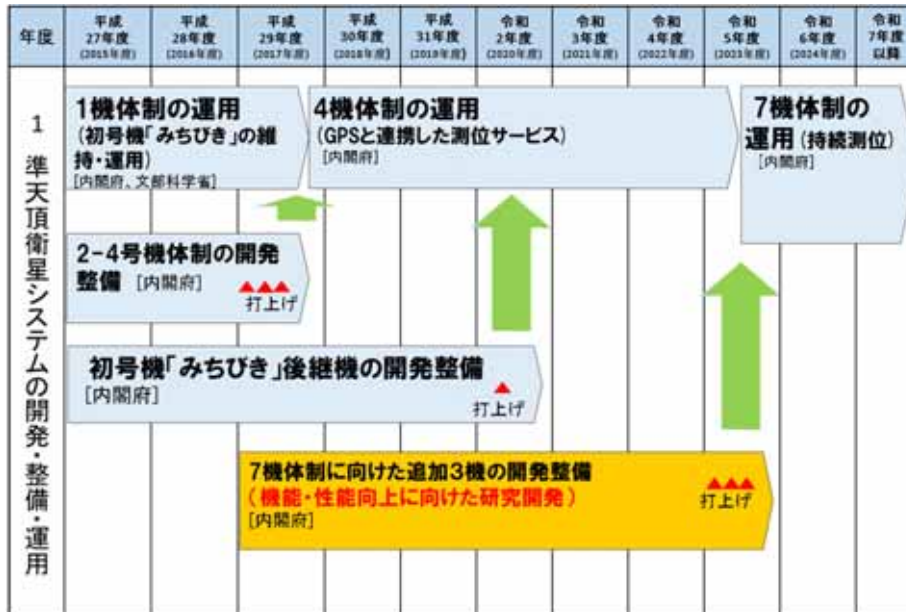 年度
平成
27年度
(2015年度)
平成
28年度
(2016年度)
平成
29年度
(2017年度)
平成
30年度
(2018年度)
平成
31年度
(2019年度)
令和
2年度
(2020年度)
令和
3年度
(2021年度)
令和
4年度
(2022年度)
令和
5年度
(2023年度)
令和
6年度
(2024年度)
令和
7年度
以降
1 準天頂衛星システムの開発・整備・運用
1機体制の運用
(初号機「みちびき」の維
持・運用)
[内閣府、文部科学省]
4機体制の運用
(GPSと連携した測位サービス)
[内閣府]
7機体制の
運用(持続測位)
[内閣府]
2-4号機体制の開発
整備 [内閣府]
打上げ
初号機「みちびき」後継機の開発整備
[内閣府]
打上げ
7機体制に向けた追加3機の開発整備
(機能・性能向上に向けた研究開発)
[内閣府]
打上げ